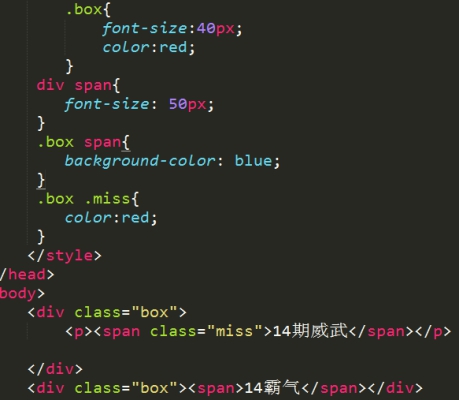 .box{
font-size:40px;
color:red;
}
div span{
font-size: 50px;
}
.box span{
background-color: blue;
}
.box .miss{
color:red;
}
</style>
/head>
body>
<div class="box">
<p><span class="miss">14期威武</span></p>
</div>
<div class="box"><span>14霸气</span></div>